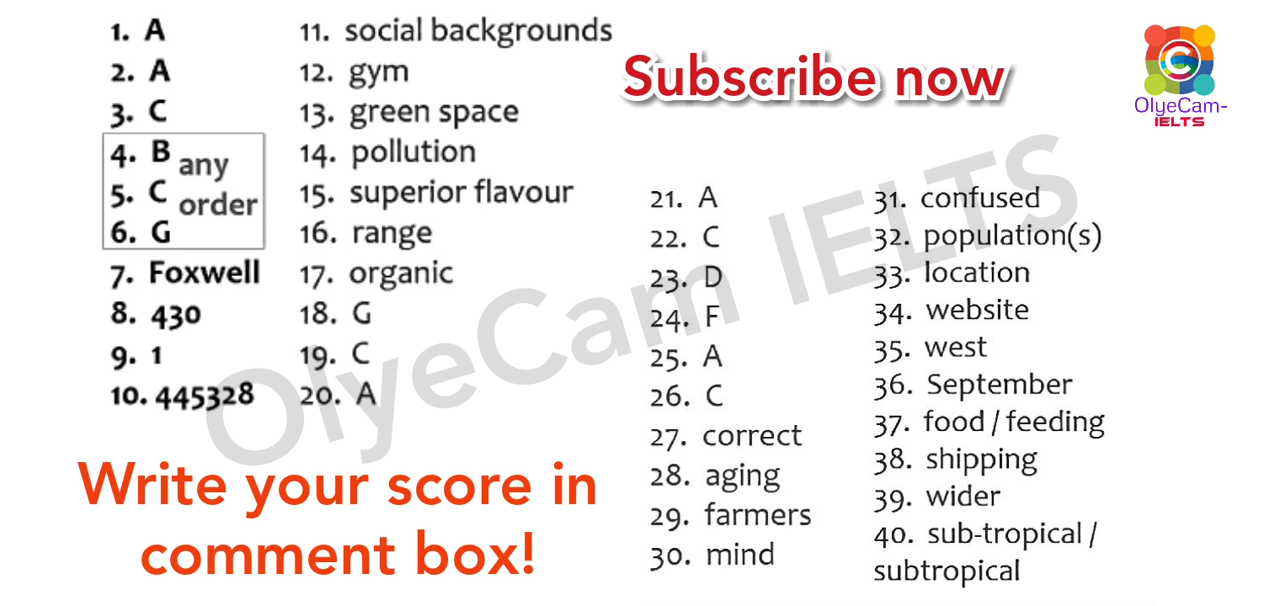 1. A
2. A
3. C
4. B
5. C
6. G
any
order
7. Foxwell
8. 430
9. 1
10. 445328
11. social backgrounds
12. gym
13. green space
14. pollution
15. superior flavour
16. range
17. organic
18. G
19. C
20. A
Subscribe now
OlyeCam-
IELTS
21. A
22. C
23. D
24. F
25. A
26. C
27. correct
28. aging
29. farmers
30. mind
31. confused
32. population(s)
33. location
34. website
35. west
36. September
37. food / feeding
38. shipping
39. wider
40. sub-tropical /
subtropical
OlyeCam IELTS
Write your score in
comment box!